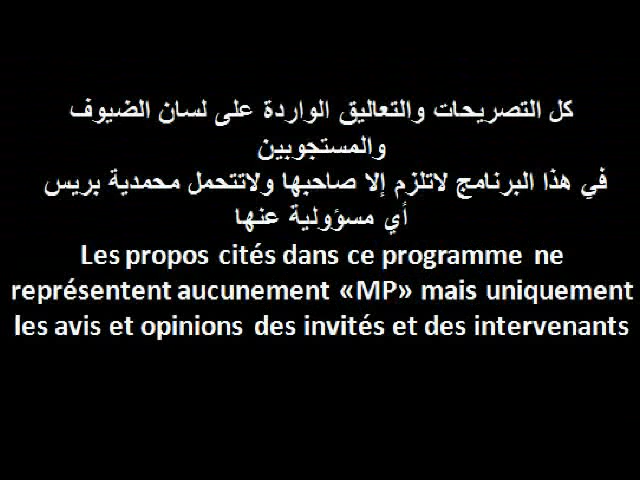 كل التصريحات والتعاليق الواردة على لسان الضيوف
والمستجوبين
في هذا البرنامج لاتلزم إلا صاحبها ولاتتحمل محمدية بريس
أي مسؤولية عنها
Les propos cités dans ce programme ne
représentent aucunement «MP» mais uniquement
les avis et opinions des invités et des intervenants